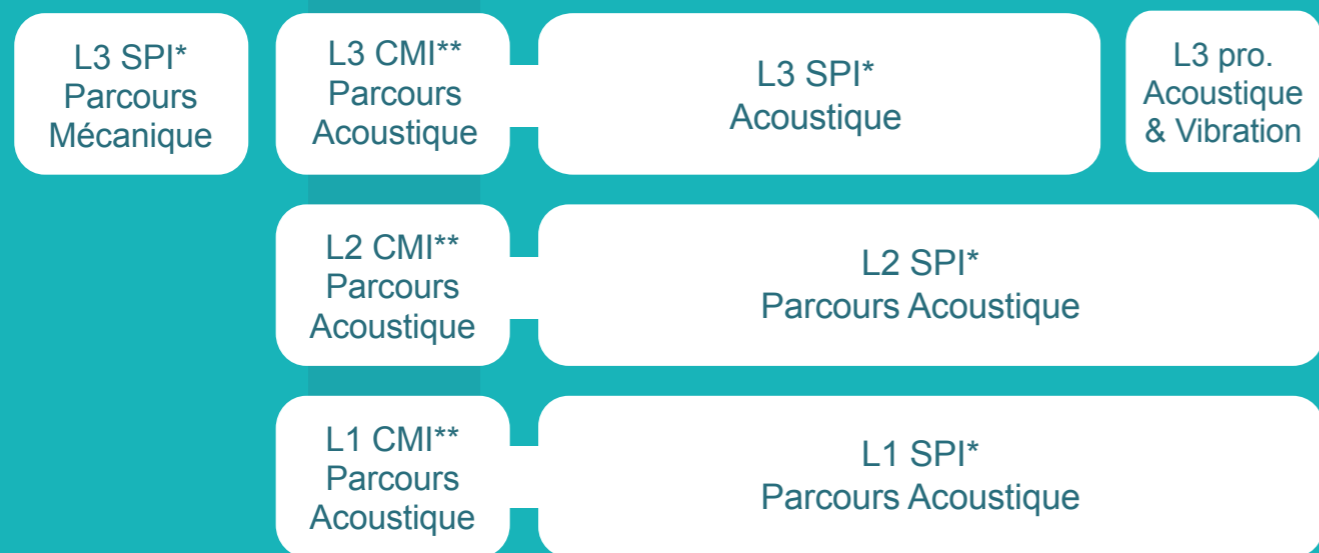 L3 SPI*
Parcours
Mécanique
L3 CMI**
Parcours
Acoustique
L3 SPI*
Acoustique
L3 pro.
Acoustique
& Vibration
L2 CMI**
Parcours
Acoustique
L2 SPI*
Parcours Acoustique
L1 CMI**
Parcours
Acoustique
L1 SPI*
Parcours Acoustique